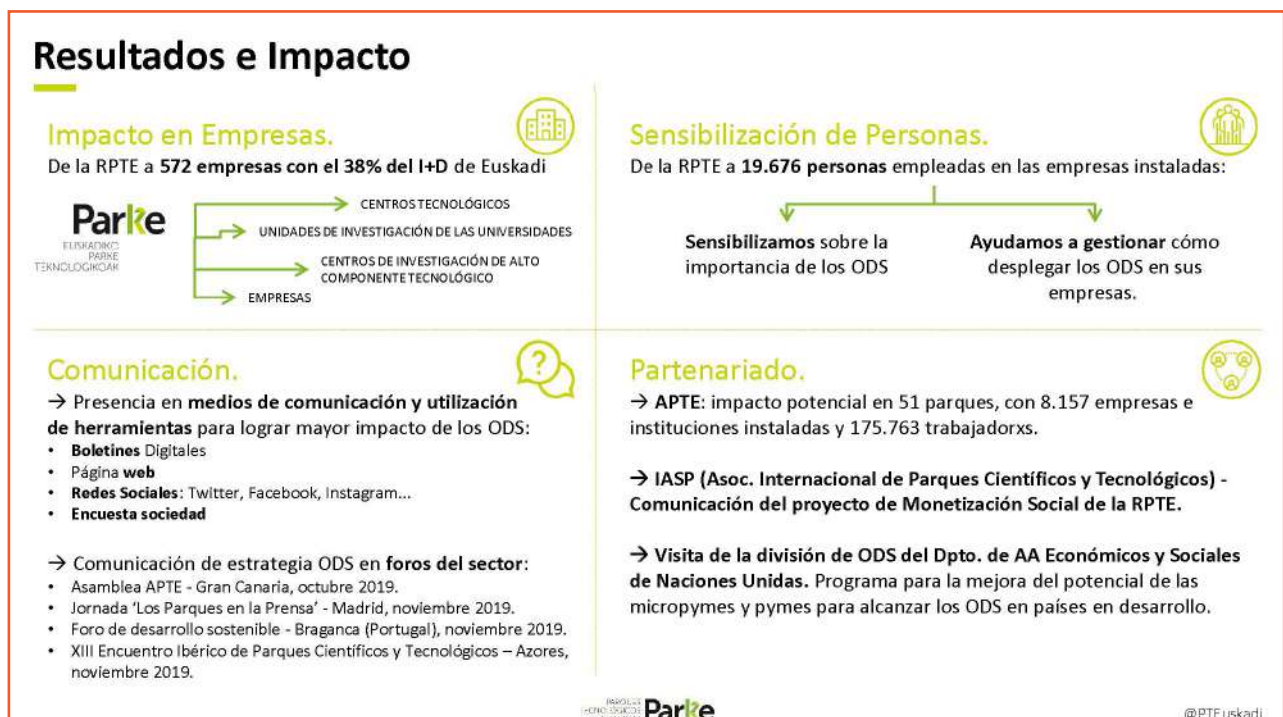 Resultados e Impacto
Impacto en Empresas.
De la RPTE a 572 empresas con el 38% del I+D de Euskadi
Parke
EUSKADIKO
PARKE
TEKNOLOGIKOAK
CENTROS TECNOLÓGICOS
UNIDADES DE INVESTIGACIÓN DE LAS UNIVERSIDADES
CENTROS DE INVESTIGACIÓN DE ALTO
COMPONENTE TECNOLÓGICO
EMPRESAS
Sensibilización de Personas.
De la RPTE a 19.676 personas empleadas en las empresas instaladas:
Sensibilizamos sobre la
importancia de los ODS
Ayudamos a gestionar cómo
desplegar los ODS en sus
empresas.
Comunicación.
?
→ Presencia en medios de comunicación y utilización
de herramientas para lograr mayor impacto de los ODS:
• Boletines Digitales
• Página web
• Redes Sociales: Twitter, Facebook, Instagram...
• Encuesta sociedad
→ Comunicación de estrategia ODS en foros del sector:
• Asamblea APTE - Gran Canaria, octubre 2019.
• Jornada ‘Los Parques en la Prensa’ - Madrid, noviembre 2019.
• Foro de desarrollo sostenible - Braganca (Portugal), noviembre 2019.
• XIII Encuentro Ibérico de Parques Científicos y Tecnológicos – Azores,
noviembre 2019.
Partenariado.
→ APTE: impacto potencial en 51 parques, con 8.157 empresas e
instituciones instaladas y 175.763 trabajadorxs.
→ IASP (Asoc. Internacional de Parques Científicos y Tecnológicos) -
Comunicación del proyecto de Monetización Social de la RPTE.
→ Visita de la división de ODS del Dpto. de AA Económicos y Sociales
de Naciones Unidas. Programa para la mejora del potencial de las
micropymes y pymes para alcanzar los ODS en países en desarrollo.
PARQUES
TECNOLÓGICOS
Parke
@PTEuskadi